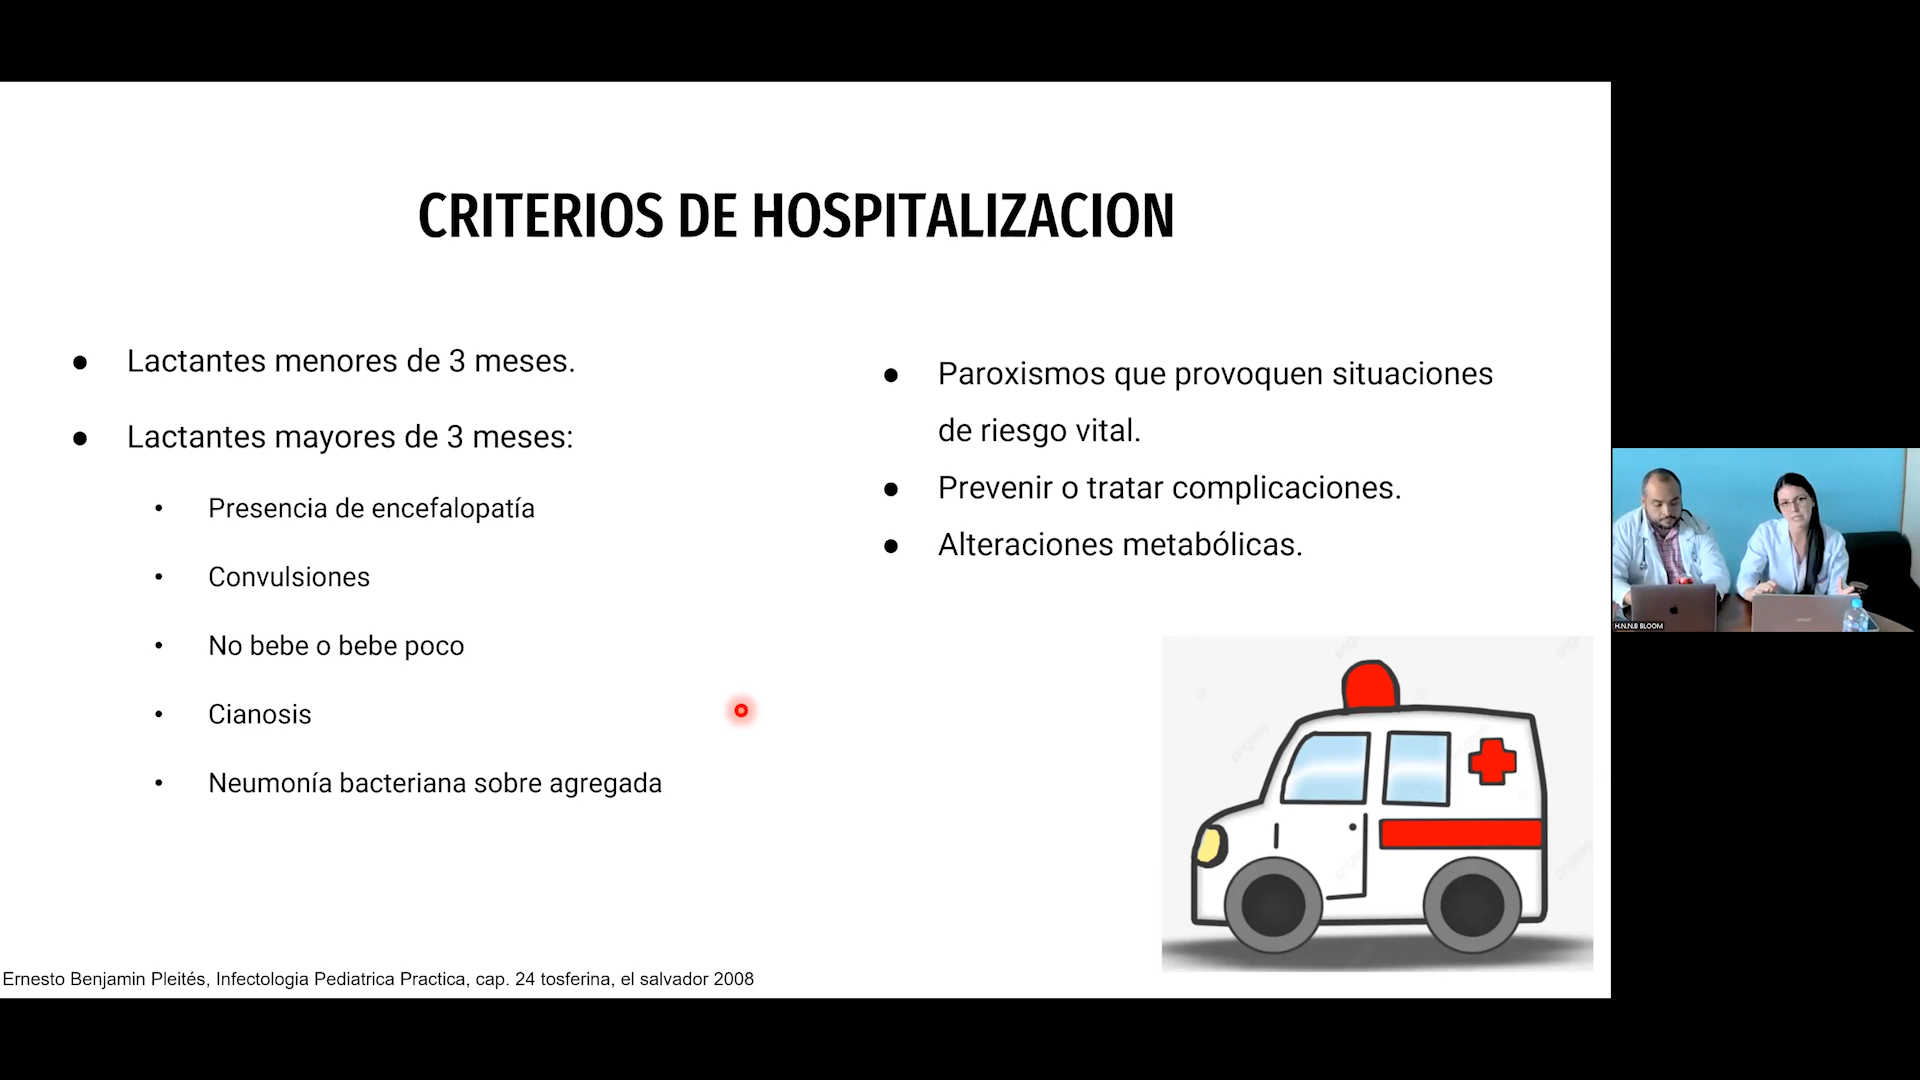 CRITERIOS DE HOSPITALIZACION
● Lactantes menores de 3 meses.
● Lactantes mayores de 3 meses:
• Presencia de encefalopatía
• Convulsiones
• No bebe o bebe poco
• Cianosis
• Neumonía bacteriana sobre agregada
● Paroxismos que provoquen situaciones
de riesgo vital.
● Prevenir o tratar complicaciones.
● Alteraciones metabólicas.
Ernesto Benjamin Pleités, Infectologia Pediatrica Practica, cap. 24 tosferina, el salvador 2008
H.N.N.B BLOOM